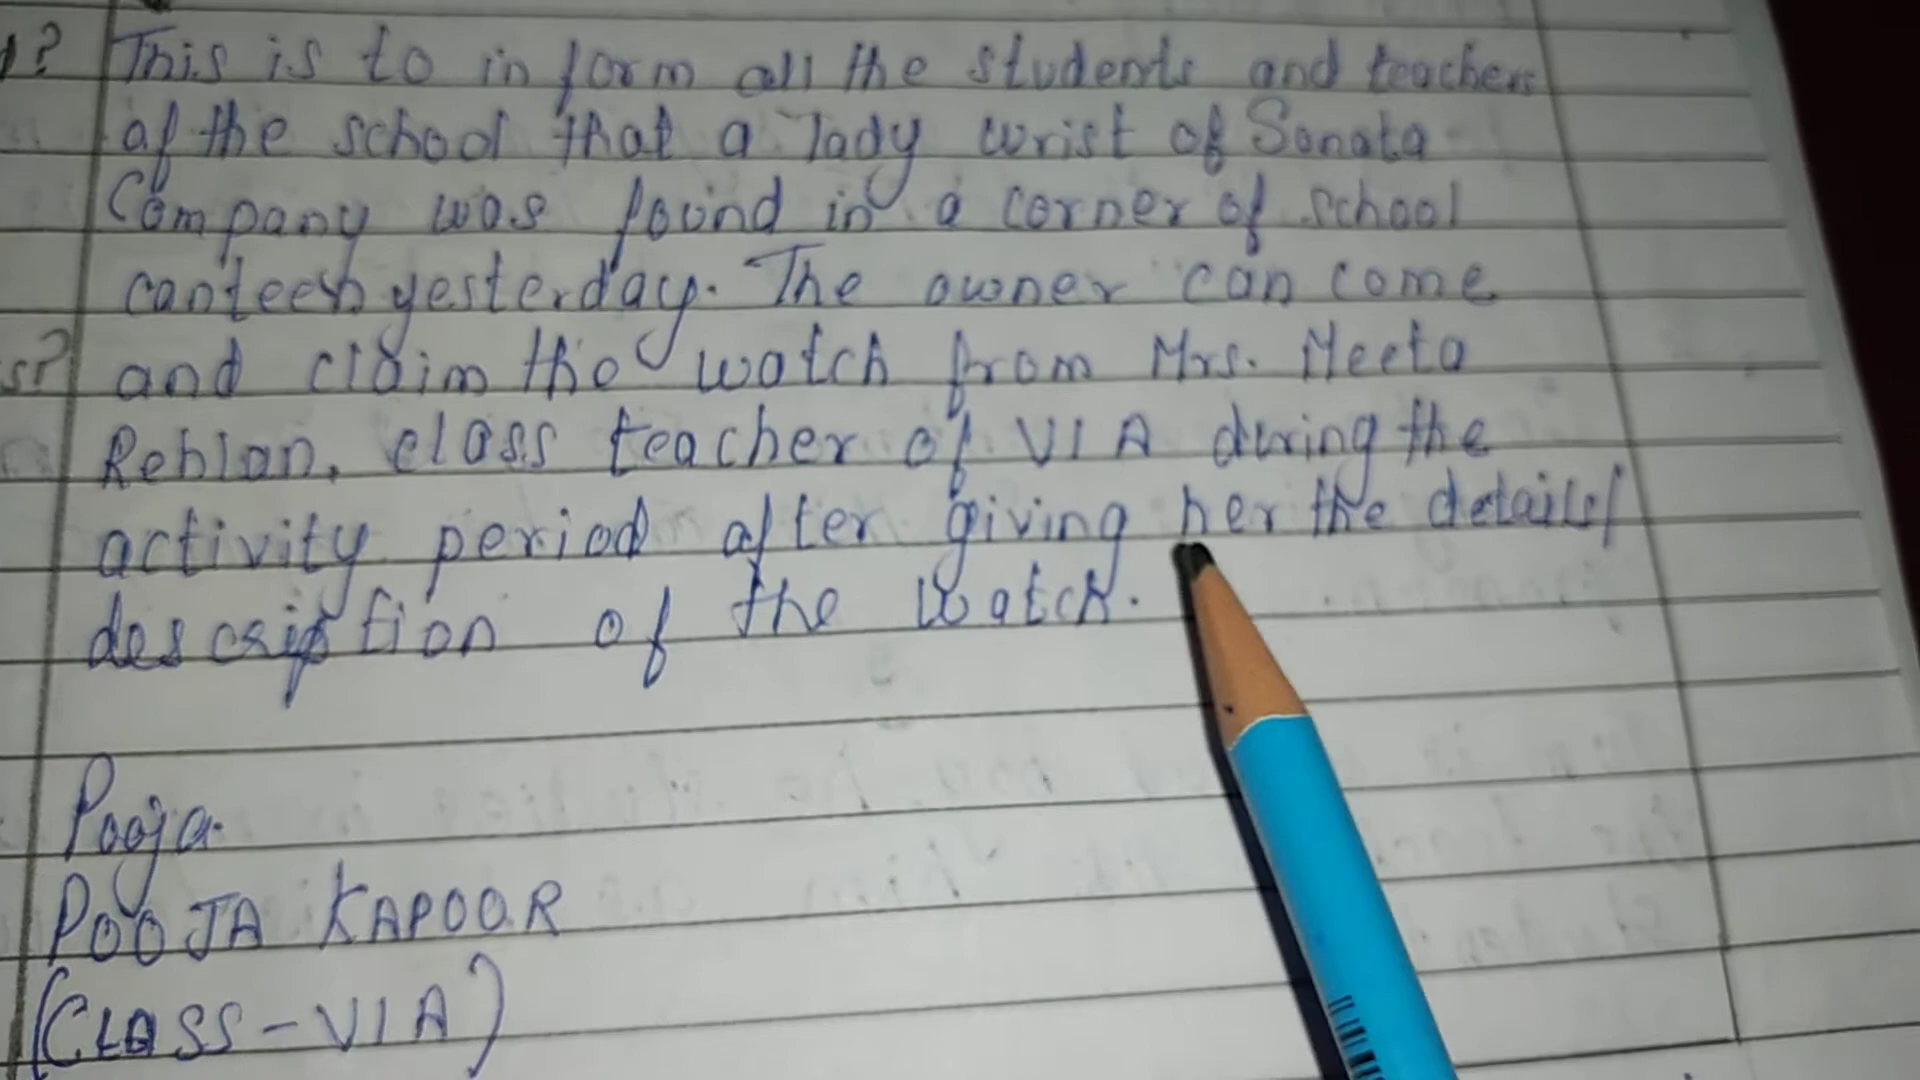 ? This is to inform all the students and teachers
of the school that a lady wrist of Sonata
Company was found in a corner of school
canteen yesterday. The owner can come
s? and claim the watch from Mrs. Meeta
class teacher of VI A during the
activity period after giving her the details/
description of the watch.
Pooja
POOJA KAPOOR
(CLASS-VI A)